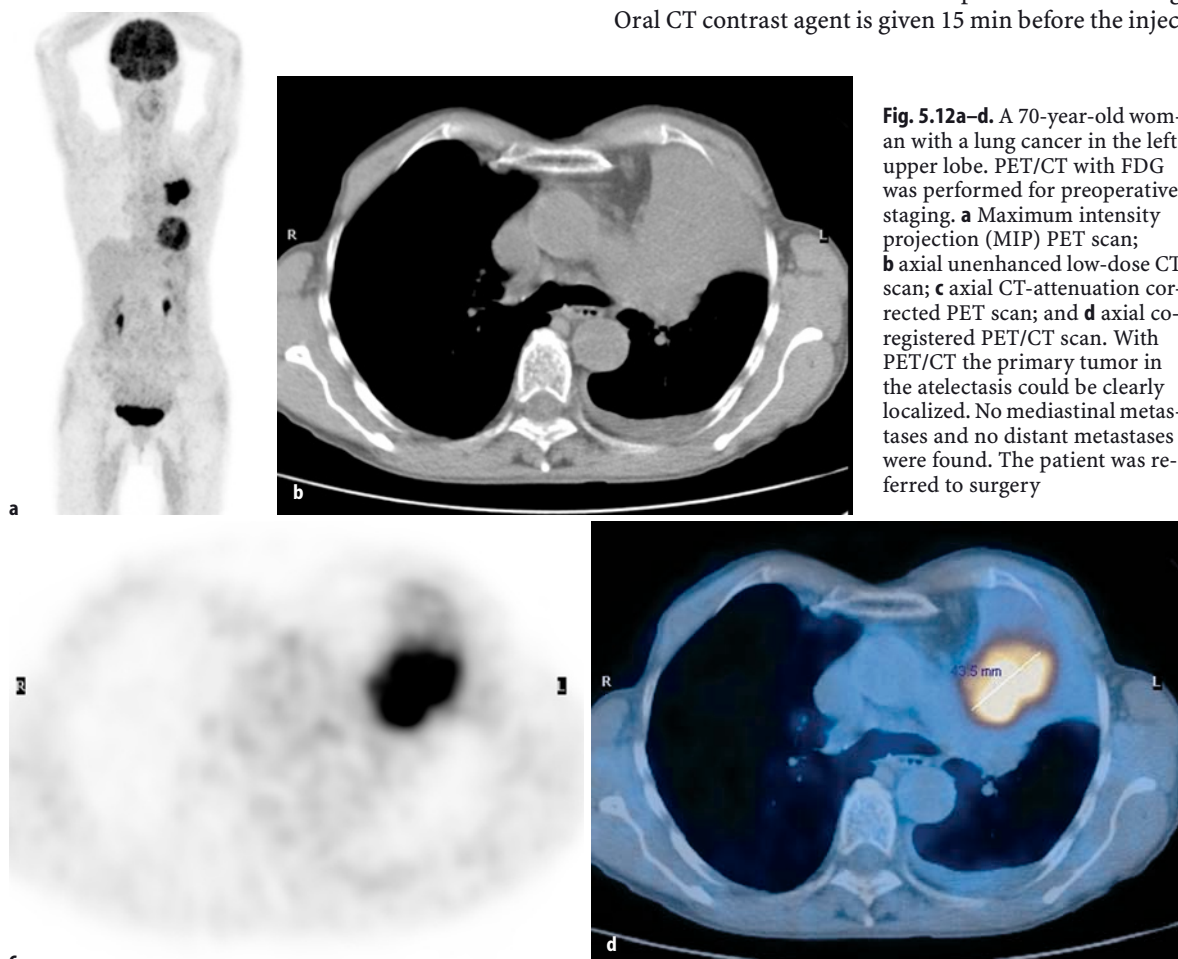 Oral CT contrast agent is given 15 min before the injec
Fig. 5.12a–d. A 70-year-old wom-
an with a lung cancer in the left
upper lobe. PET/CT with FDG
was performed for preoperative
staging. a Maximum intensity
projection (MIP) PET scan;
b axial unenhanced low-dose CT
scan; c axial CT-attenuation cor-
rected PET scan; and d axial co-
registered PET/CT scan. With
PET/CT the primary tumor in
the atelectasis could be clearly
localized. No mediastinal metas-
tases and no distant metastases
were found. The patient was re-
ferred to surgery
R
L
a
b
R
L
43.5 mm
R
L
d